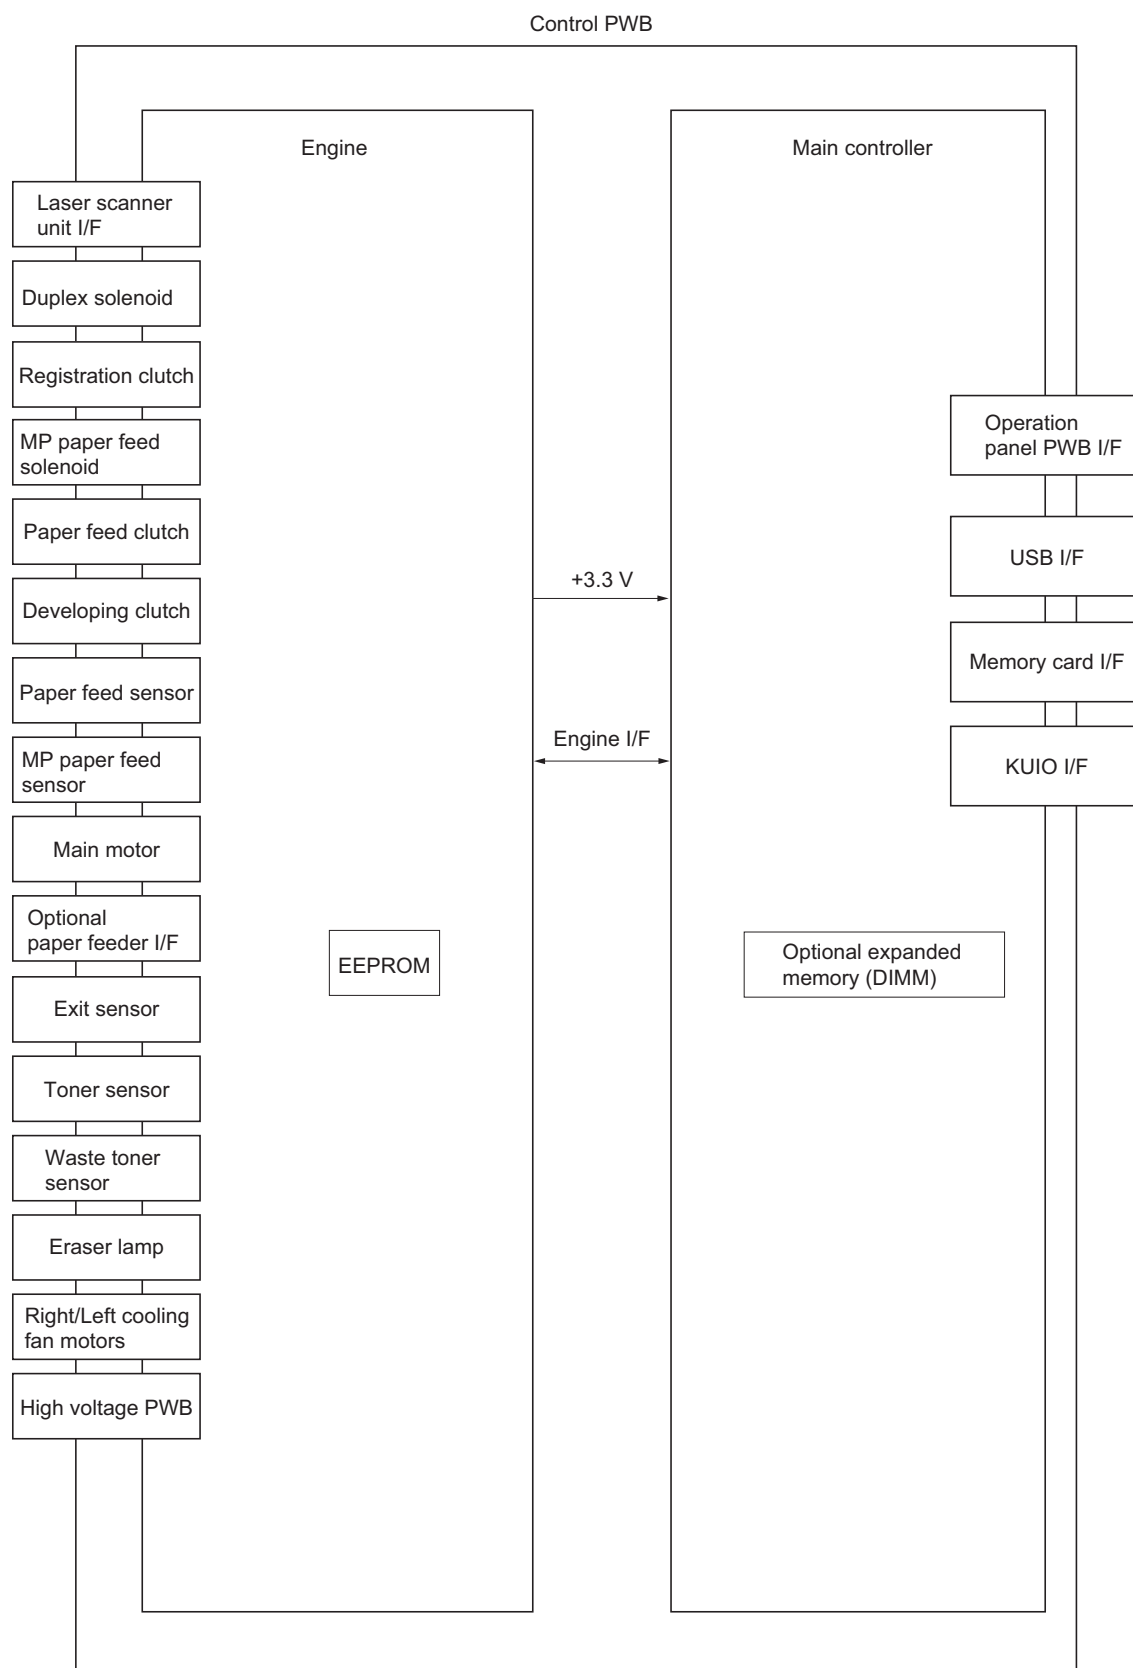 Control PWB
Engine
Main controller
Laser scanner
unit I/F
Duplex solenoid
Registration clutch
MP paper feed
solenoid
Paper feed clutch
Developing clutch
Paper feed sensor
MP paper feed
sensor
Main motor
Optional
paper feeder I/F
Exit sensor
Toner sensor
Waste toner
sensor
Eraser lamp
Right/Left cooling
fan motors
High voltage PWB
+3.3 V
Engine I/F
EEPROM
Optional expanded
memory (DIMM)
Operation
panel PWB I/F
USB I/F
Memory card I/F
KUIO I/F